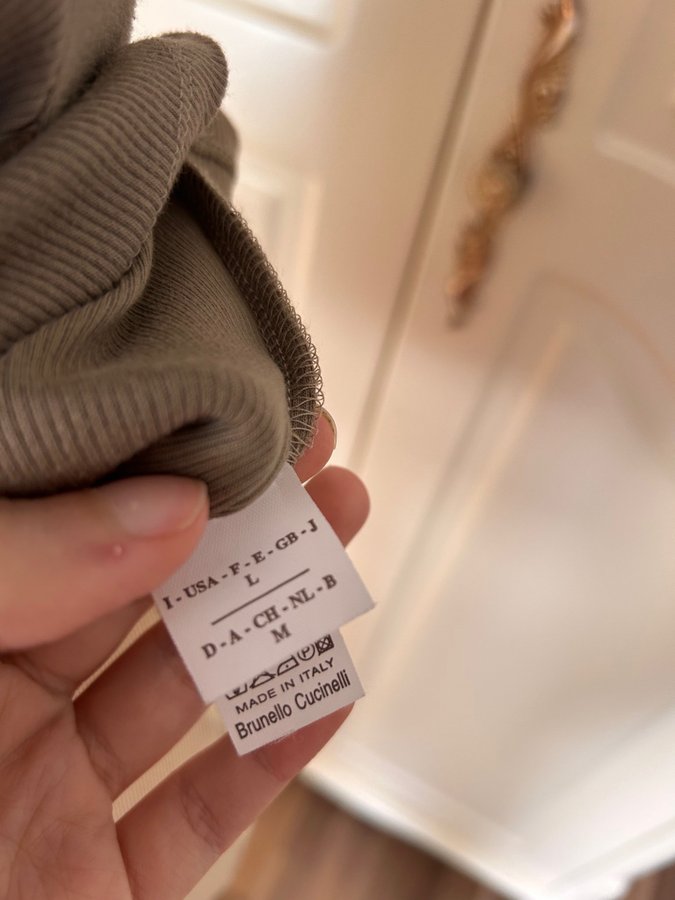 I - USA - F - E - GB - J
L
D - A - CH - NL - B
M
MADE IN ITALY
Brunello Cucinelli